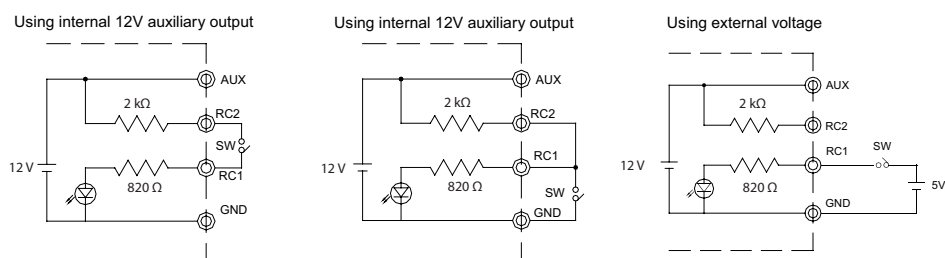 Using internal 12V auxiliary output
AUX
2 kΩ
RC2
SW
12 V
RC1
820 Ω
GND
Using internal 12V auxiliary output
AUX
2 kΩ
RC2
RC1
12 V
820 Ω
SW
GND
Using external voltage
AUX
2 kΩ
RC2
RC1
SW
12 V
820 Ω
5V
GND